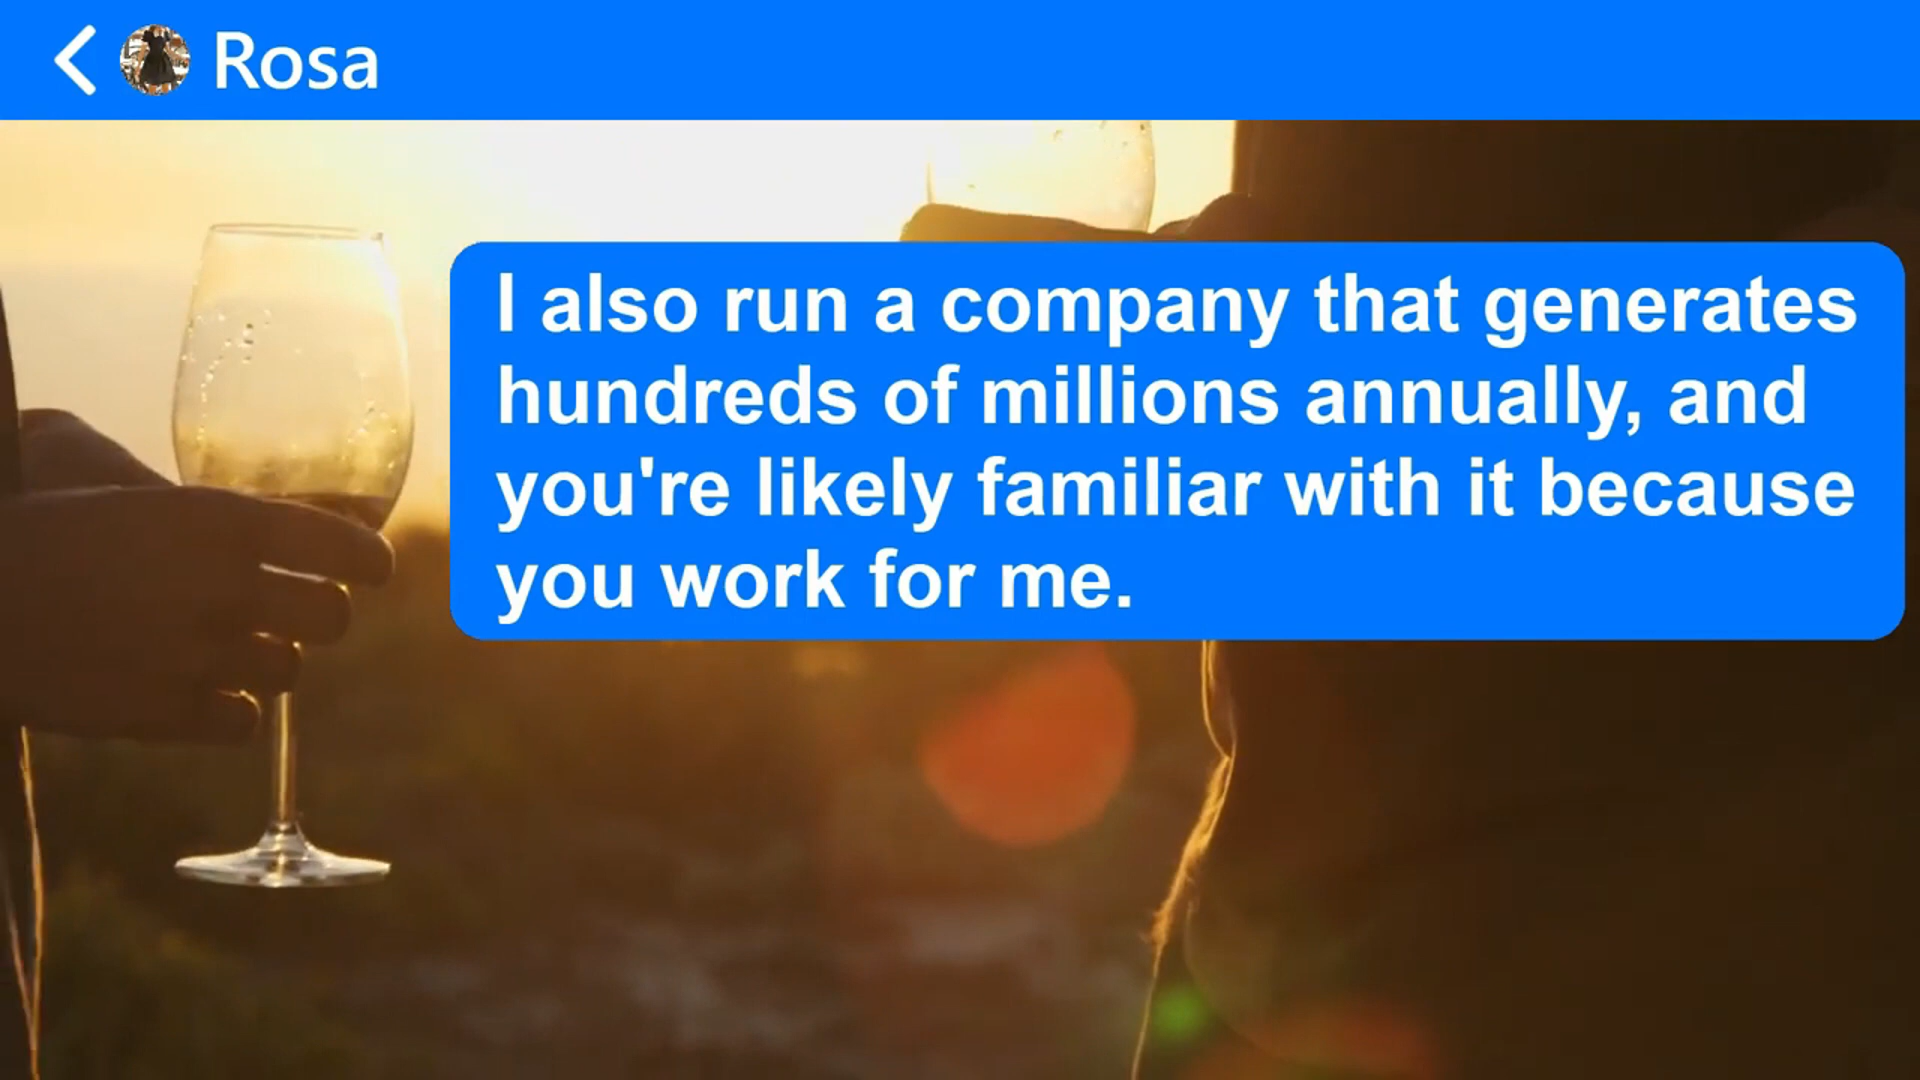 Rosa
I also run a company that generates
hundreds of millions annually, and
you're likely familiar with it because
you work for me.